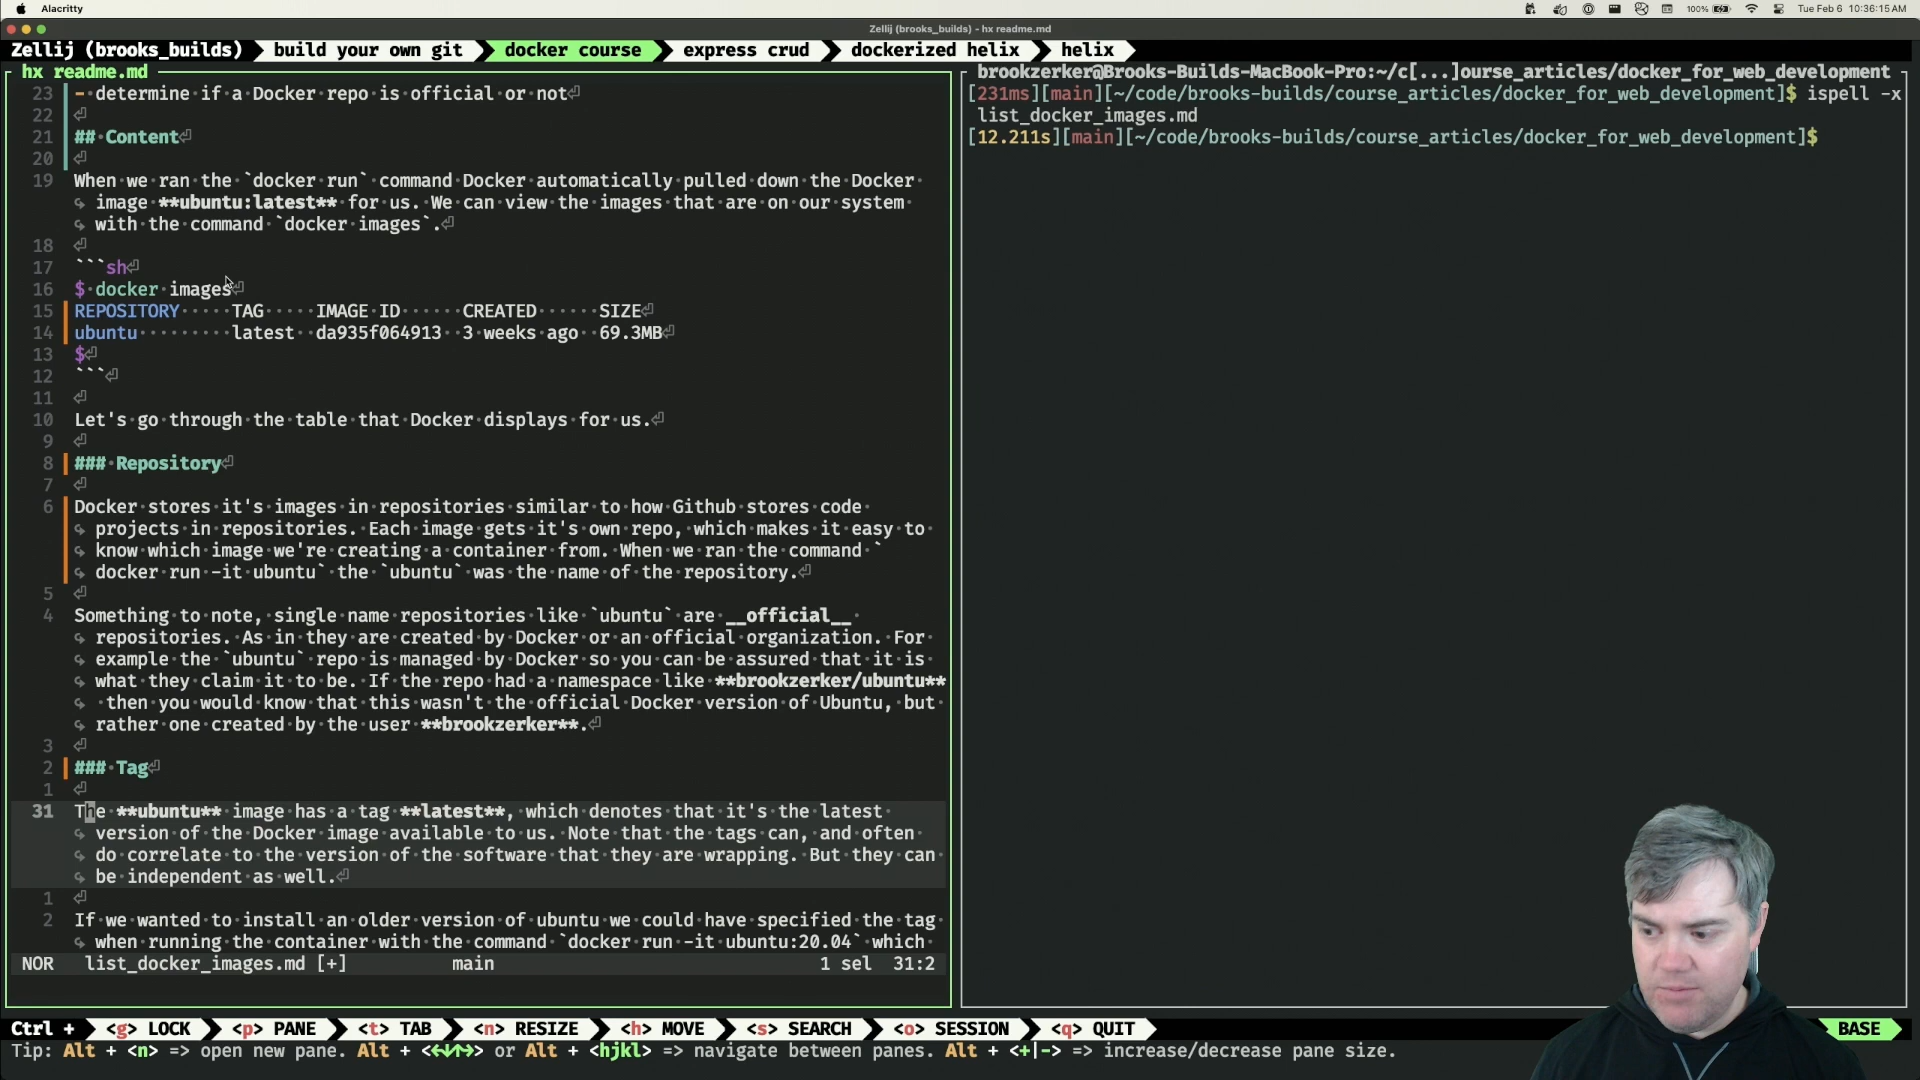 Alacritty
100%
Tue Feb 6 10:36:15 AM
Zellij (brooks_builds) - hx readme.md
Zellij (brooks_builds) build your own git docker course express crud dockerized helix helix
hx readme.md
23 - determine if a Docker repo is official or not
22
21 ## Content
20
19 When we ran the `docker run` command Docker automatically pulled down the Docker
image **ubuntu:latest** for us. We can view the images that are on our system
with the command `docker images`.
18
17 ```sh
16 $ docker images
15 REPOSITORY TAG IMAGE ID CREATED SIZE
14 ubuntu latest da935f064913 3 weeks ago 69.3MB
13 $
12 ```
11
10 Let's go through the table that Docker displays for us.
9
8 ### Repository
7
6 Docker stores it's images in repositories similar to how Github stores code
projects in repositories. Each image gets it's own repo, which makes it easy to
know which image we're creating a container from. When we ran the command `
docker run -it ubuntu` the `ubuntu` was the name of the repository.
5
4 Something to note, single name repositories like `ubuntu` are __official__
repositories. As in they are created by Docker or an official organization. For
example the `ubuntu` repo is managed by Docker so you can be assured that it is
what they claim it to be. If the repo had a namespace like **brookzerker/ubuntu**
then you would know that this wasn't the official Docker version of Ubuntu, but
rather one created by the user **brookzerker**.
3
2 ### Tag
1
31 The **ubuntu** image has a tag **latest**, which denotes that it's the latest
version of the Docker image available to us. Note that the tags can, and often
do correlate to the version of the software that they are wrapping. But they can
be independent as well.
1
2 If we wanted to install an older version of ubuntu we could have specified the tag
when running the container with the command `docker run -it ubuntu:20.04` which
NOR list_docker_images.md [+] main 1 sel 31:2
brookzerker@Brooks-Builds-MacBook-Pro:~/c[...]ourse_articles/docker_for_web_development
[231ms][main][~/code/brooks-builds/course_articles/docker_for_web_development]$ ispell -x
list_docker_images.md
[12.211s][main][~/code/brooks-builds/course_articles/docker_for_web_development]$
Ctrl + <g> LOCK <p> PANE <t> TAB <n> RESIZE <h> MOVE <s> SEARCH <o> SESSION <q> QUIT BASE
Tip: Alt + <n> => open new pane. Alt + <←↓↑→> or Alt + <hjkl> => navigate between panes. Alt + <+|-> => increase/decrease pane size.